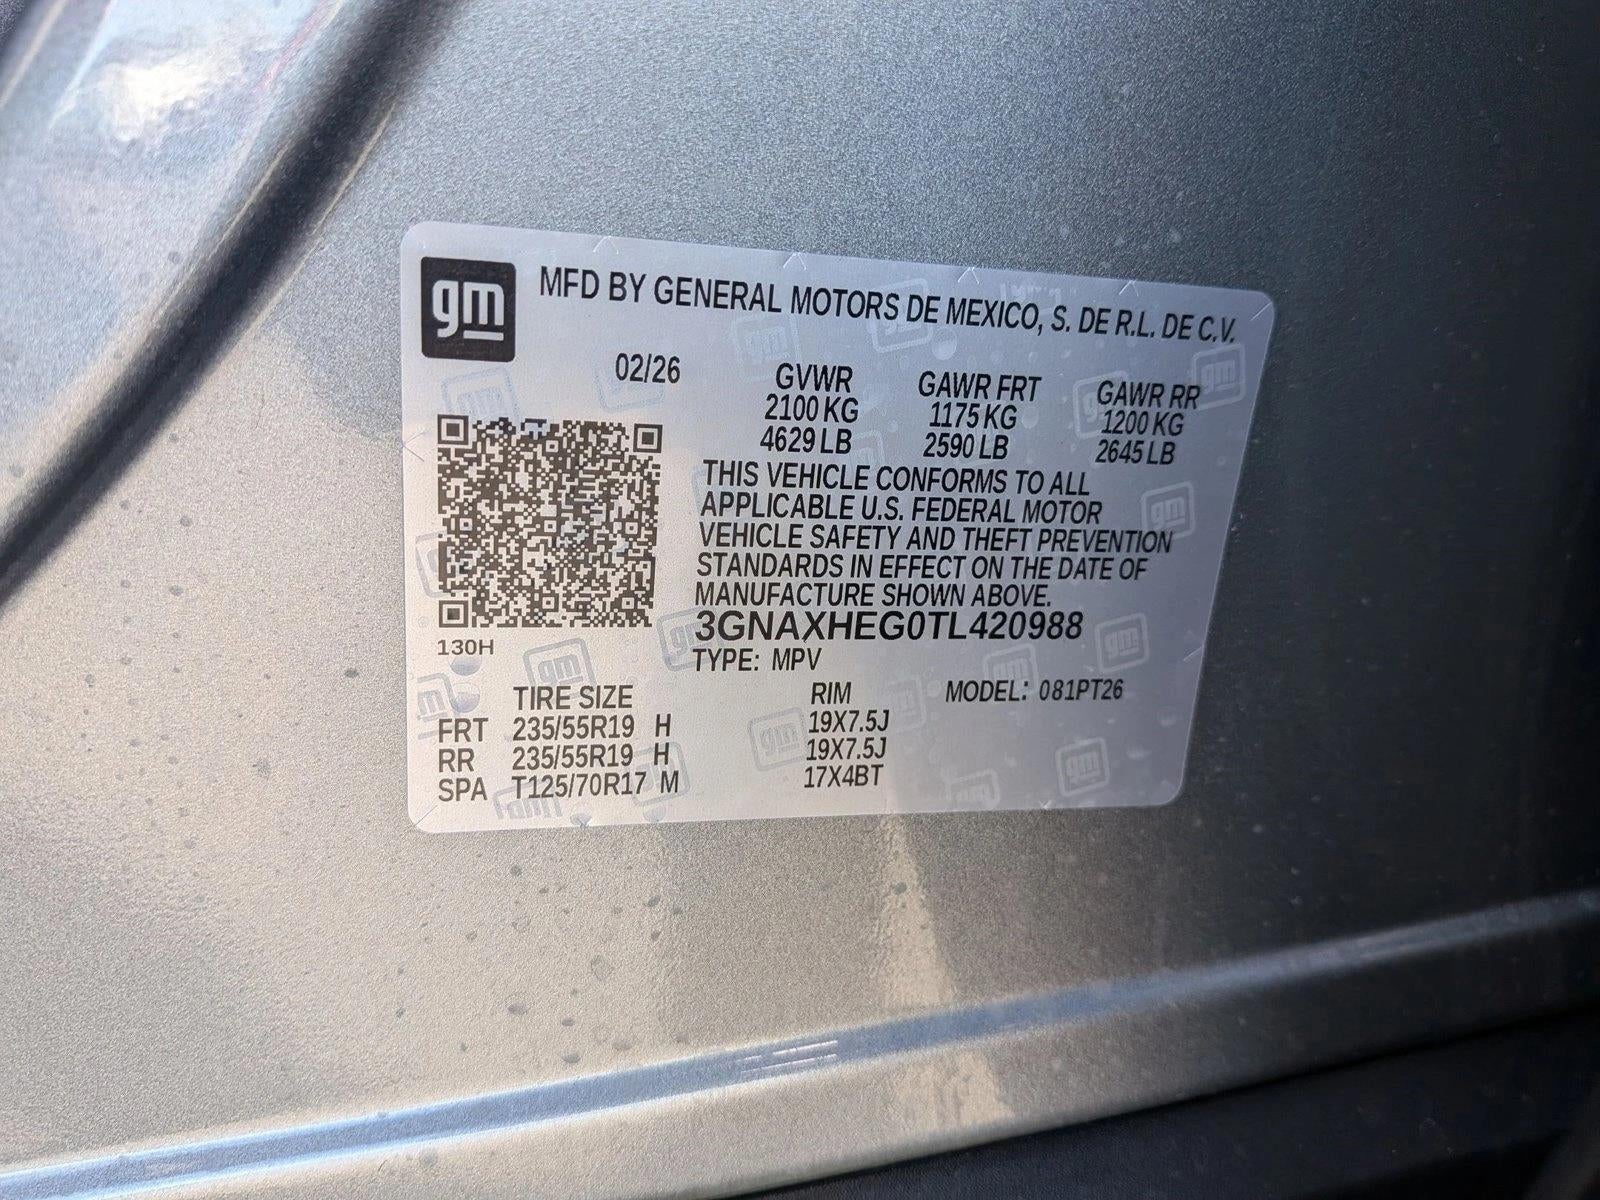 gm MFD BY GENERAL MOTORS DE MEXICO, S. DE R.L. DE C.V.
02/26 GVWR GAWR FRT GAWR RR
2100 KG 1175 KG 1200 KG
4629 LB 2590 LB 2645 LB
THIS VEHICLE CONFORMS TO ALL
APPLICABLE U.S. FEDERAL MOTOR
VEHICLE SAFETY AND THEFT PREVENTION
STANDARDS IN EFFECT ON THE DATE OF
MANUFACTURE SHOWN ABOVE.
3GNAXHEG0TL420988
130H
TYPE: MPV
TIRE SIZE RIM MODEL: 081PT26
FRT 235/55R19 H 19X7.5J
RR 235/55R19 H 19X7.5J
SPA T125/70R17 M 17X4BT